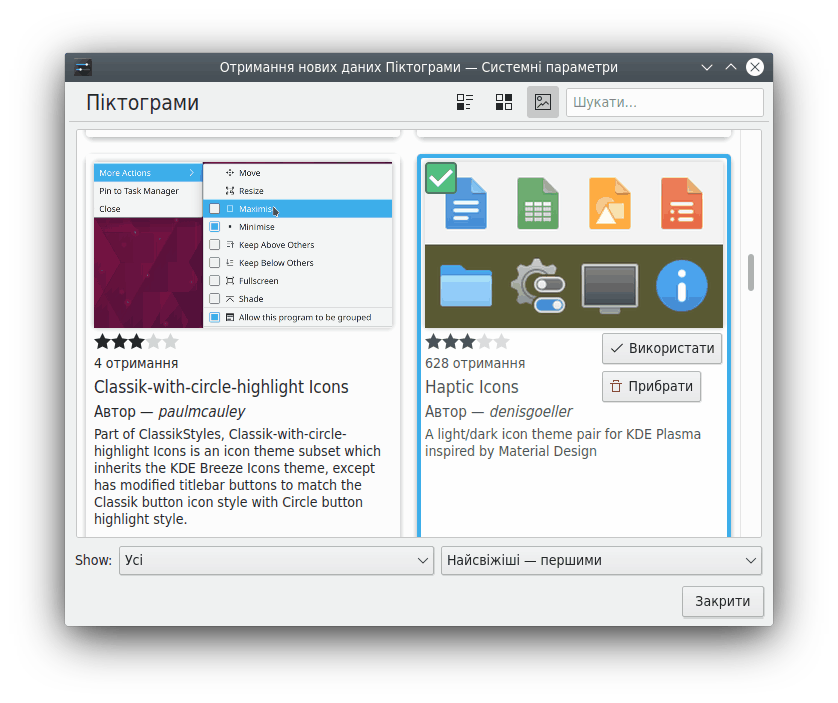 Отримання нових даних Піктограми — Системні параметри
Піктограми
Шукати...
More Actions
Pin to Task Manager
Close
Move
Resize
Maximise
Minimise
Keep Above Others
Keep Below Others
Fullscreen
Shade
Allow this program to be grouped
4 отримання
Classik-with-circle-highlight Icons
Автор — paulmcauley
Part of ClassikStyles, Classik-with-circle-
highlight Icons is an icon theme subset which
inherits the KDE Breeze Icons theme, except
has modified titlebar buttons to match the
Classik button icon style with Circle button
highlight style.
Використати
628 отримання
Прибрати
Haptic Icons
Автор — denisgoeller
A light/dark icon theme pair for KDE Plasma
inspired by Material Design
Show: Усі
Найсвіжіші — першими
Закрити